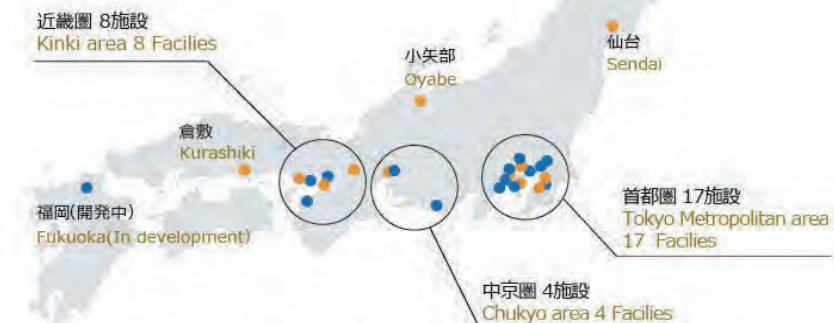 近畿圏 8施設
Kinki area 8 Facilies
小矢部
Oyabe
仙台
Sendai
倉敷
Kurashiki
福岡(開発中)
Fukuoka(In development)
首都圏 17施設
Tokyo Metropolitan area
17 Facilies
中京圏 4施設
Chukyo area 4 Facilies